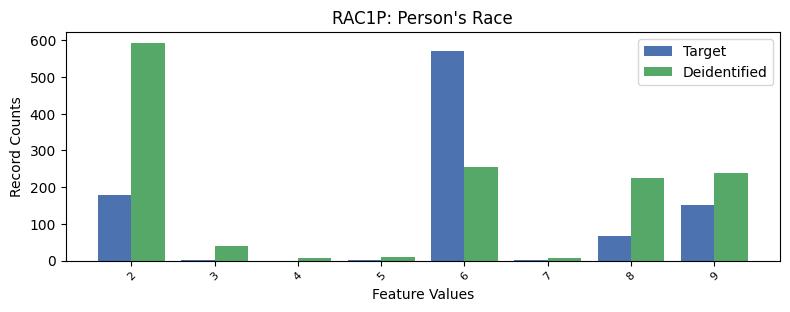 RAC1P: Person's Race
Record Counts
600
500
400
300
200
100
0
Target
Deidentified
2 3 4 5 6 7 8 9
Feature Values